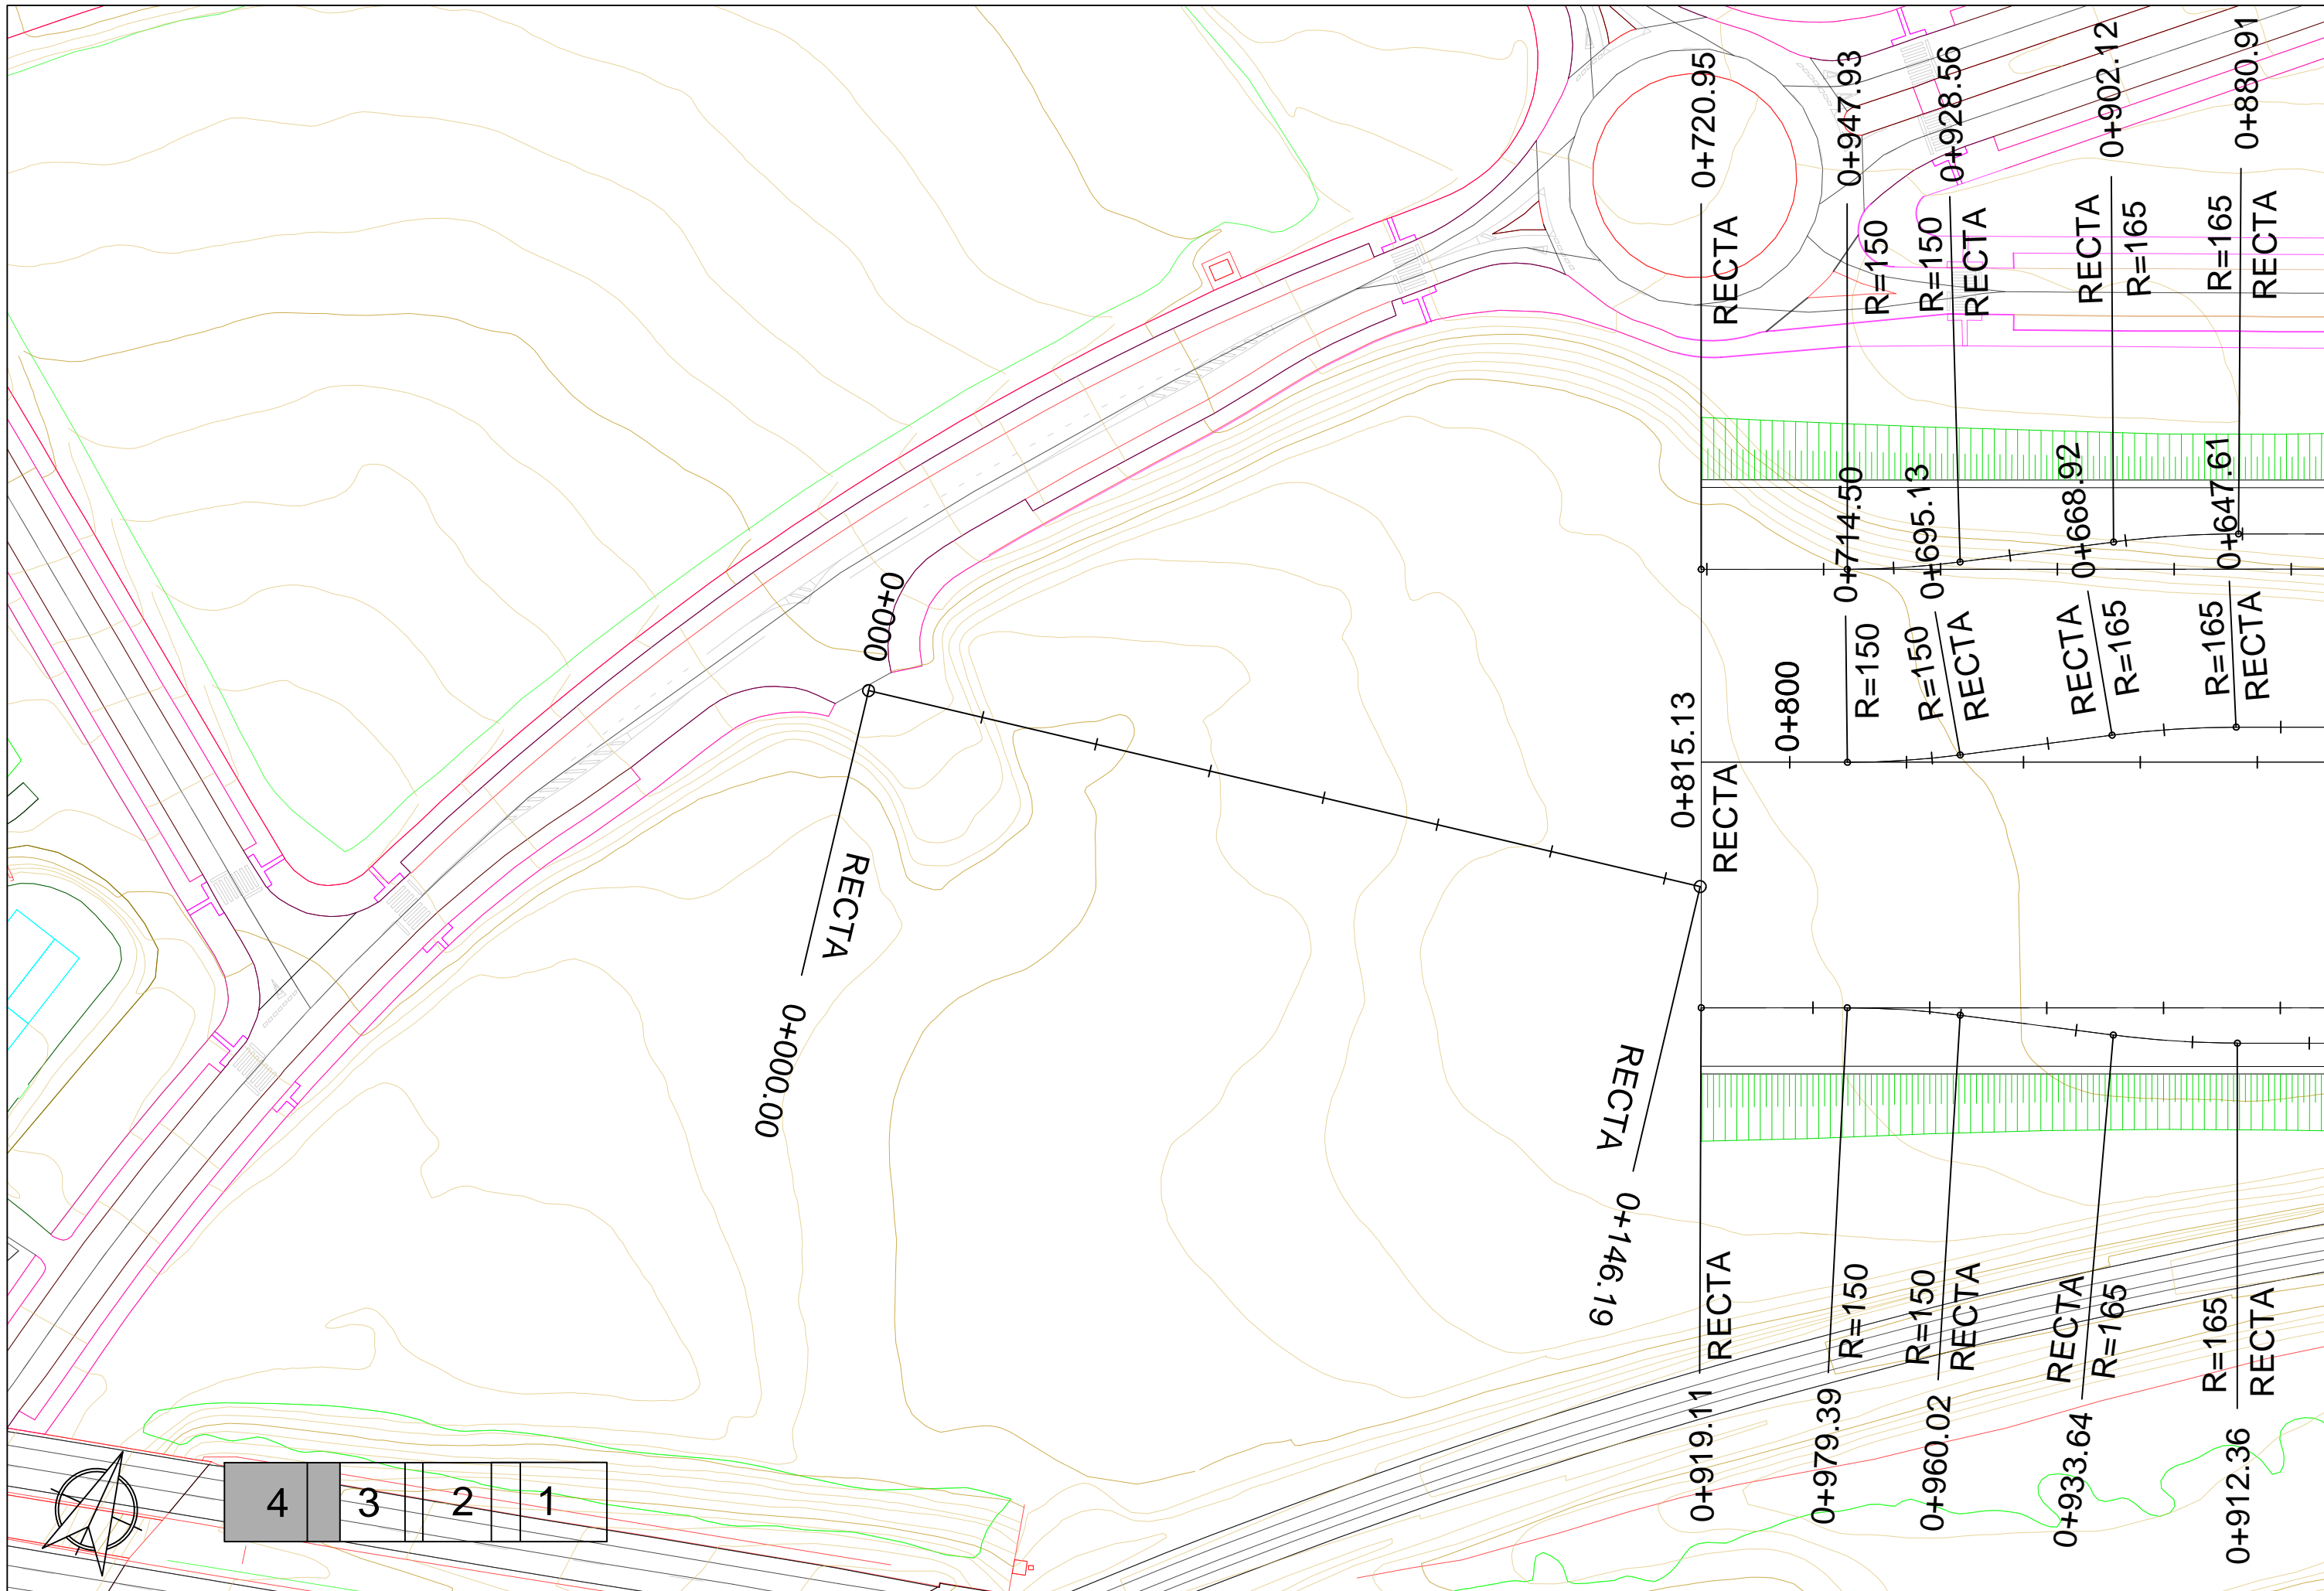 0+720.95
RECTA
0+947.93
R=150
0+928.56
R=150
RECTA
0+902.12
RECTA
R=165
0+880.91
R=165
RECTA
0+714.50
R=150
0+695.13
R=150
RECTA
0+668.92
RECTA
R=165
0+647.61
R=165
RECTA
0+000
RECTA
0+000.00
0+800
0+815.13
RECTA
RECTA
0+146.19
RECTA
0+919.11
R=150
0+979.39
R=150
RECTA
0+960.02
RECTA
R=165
0+933.64
R=165
RECTA
0+912.36
4 3 2 1